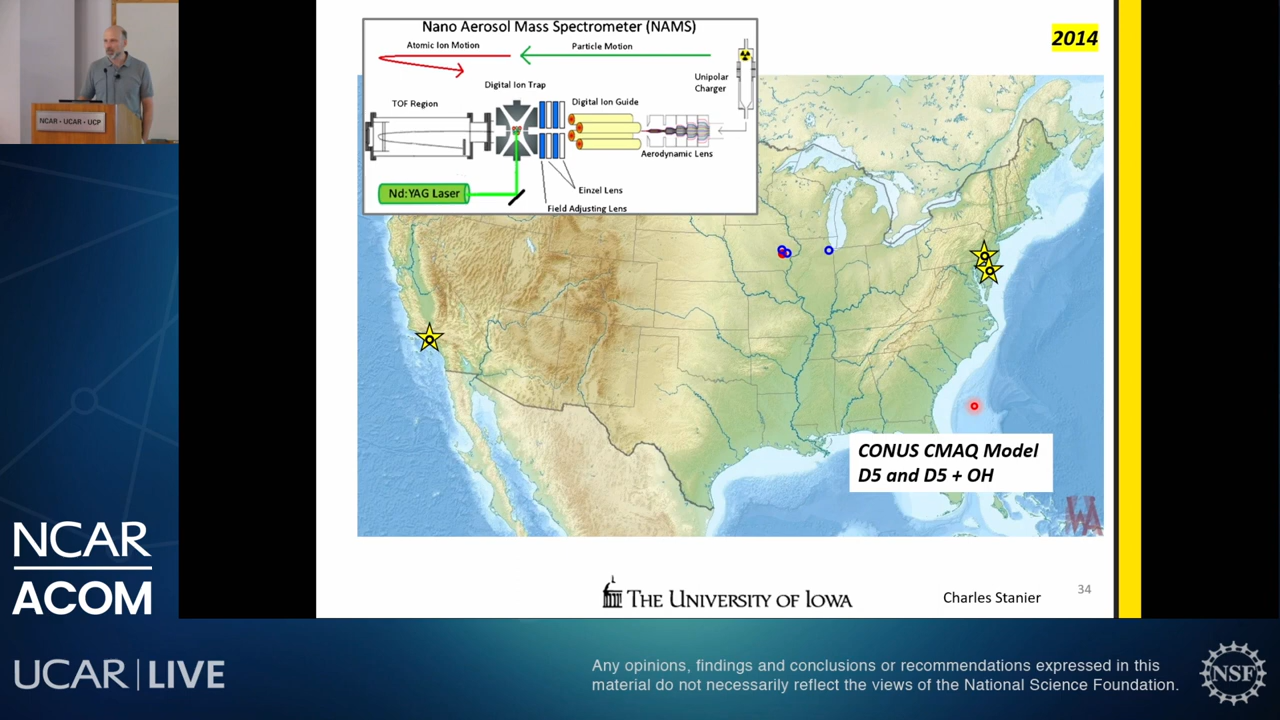 Nano Aerosol Mass Spectrometer (NAMS)
2014
Atomic Ion Motion
Particle Motion
Unipolar
Charger
Digital Ion Trap
TOF Region
Digital Ion Guide
Aerodynamic Lens
Einzel Lens
Nd:YAG Laser
Field Adjusting Lens
NCAR - UCAR - UCP
CONUS CMAQ Model
D5 and D5 + OH
WA
THE UNIVERSITY OF IOWA
Charles Stanier
34
NCAR
ACOM
UCAR | LIVE
Any opinions, findings and conclusions or recommendations expressed in this
material do not necessarily reflect the views of the National Science Foundation.
NSF